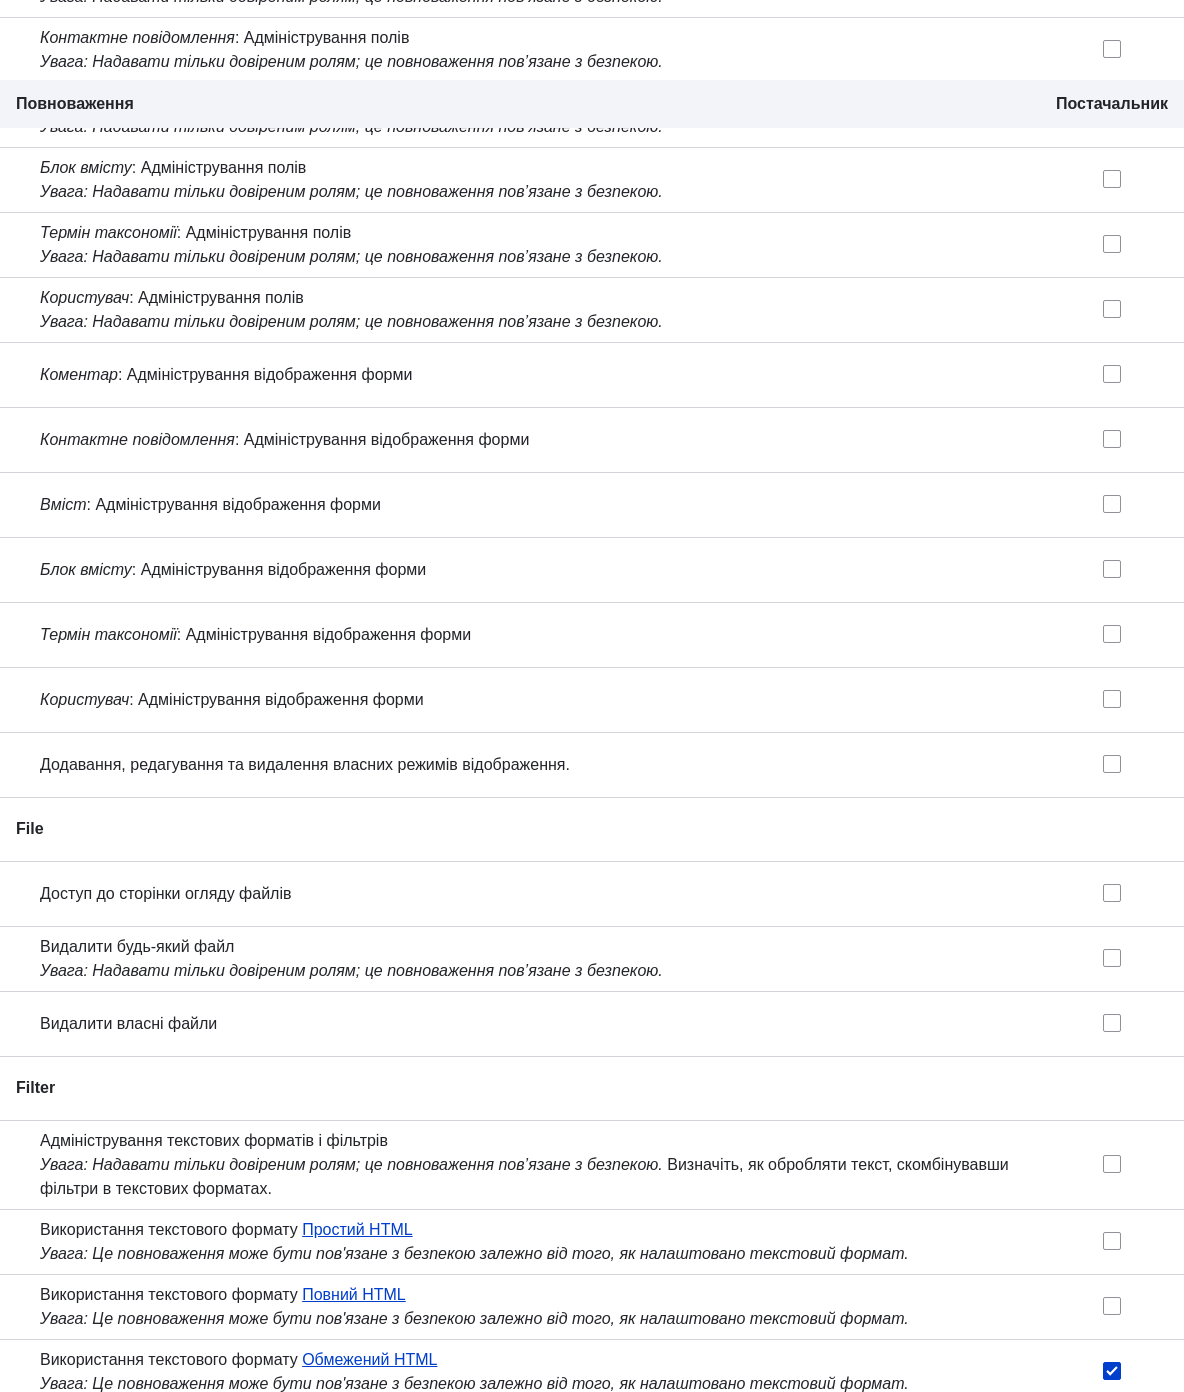 Увага: Надавати тільки довіреним ролям; це повноваження пов’язане з безпекою.
Контактне повідомлення: Адміністрування полів
Увага: Надавати тільки довіреним ролям; це повноваження пов’язане з безпекою.
Повноваження Постачальник
Увага: Надавати тільки довіреним ролям; це повноваження пов’язане з безпекою.
Блок вмісту: Адміністрування полів
Увага: Надавати тільки довіреним ролям; це повноваження пов’язане з безпекою.
Термін таксономії: Адміністрування полів
Увага: Надавати тільки довіреним ролям; це повноваження пов’язане з безпекою.
Користувач: Адміністрування полів
Увага: Надавати тільки довіреним ролям; це повноваження пов’язане з безпекою.
Коментар: Адміністрування відображення форми
Контактне повідомлення: Адміністрування відображення форми
Вміст: Адміністрування відображення форми
Блок вмісту: Адміністрування відображення форми
Термін таксономії: Адміністрування відображення форми
Користувач: Адміністрування відображення форми
Додавання, редагування та видалення власних режимів відображення.
File
Доступ до сторінки огляду файлів
Видалити будь-який файл
Увага: Надавати тільки довіреним ролям; це повноваження пов’язане з безпекою.
Видалити власні файли
Filter
Адміністрування текстових форматів і фільтрів
Увага: Надавати тільки довіреним ролям; це повноваження пов’язане з безпекою. Визначіть, як обробляти текст, скомбінувавши
фільтри в текстових форматах.
Використання текстового формату Простий HTML
Увага: Це повноваження може бути пов'язане з безпекою залежно від того, як налаштовано текстовий формат.
Використання текстового формату Повний HTML
Увага: Це повноваження може бути пов'язане з безпекою залежно від того, як налаштовано текстовий формат.
Використання текстового формату Обмежений HTML
Увага: Це повноваження може бути пов'язане з безпекою залежно від того, як налаштовано текстовий формат.